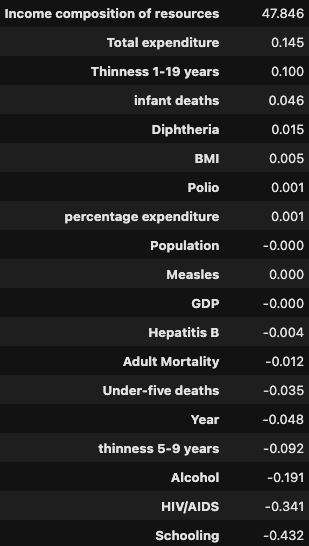 Income composition of resources 47.846
Total expenditure 0.145
Thinness 1-19 years 0.100
infant deaths 0.046
Diphtheria 0.015
BMI 0.005
Polio 0.001
percentage expenditure 0.001
Population -0.000
Measles 0.000
GDP -0.000
Hepatitis B -0.004
Adult Mortality -0.012
Under-five deaths -0.035
Year -0.048
thinness 5-9 years -0.092
Alcohol -0.191
HIV/AIDS -0.341
Schooling -0.432